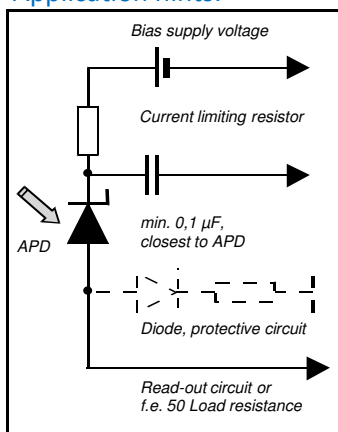 Application hints:
Bias supply voltage
Current limiting resistor
min. 0,1 µF,
closest to APD
APD
Diode, protective circuit
Read-out circuit or
f.e. 50 Load resistance